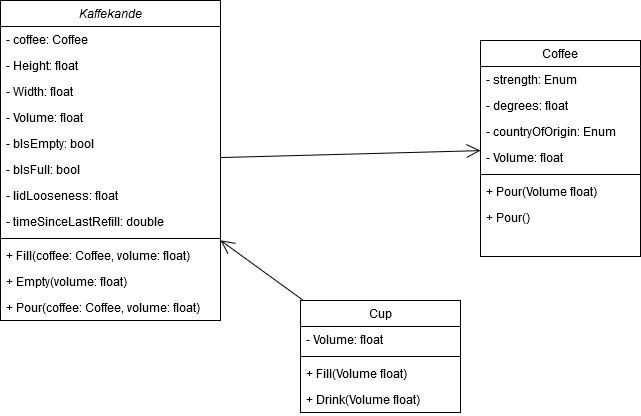 Kaffekande
- coffee: Coffee
- Height: float
- Width: float
- Volume: float
- bIsEmpty: bool
- bIsFull: bool
- lidLooseness: float
- timeSinceLastRefill: double
+ Fill(coffee: Coffee, volume: float)
+ Empty(volume: float)
+ Pour(coffee: Coffee, volume: float)
Coffee
- strength: Enum
- degrees: float
- countryOfOrigin: Enum
- Volume: float
+ Pour(Volume float)
+ Pour()
Cup
- Volume: float
+ Fill(Volume float)
+ Drink(Volume float)